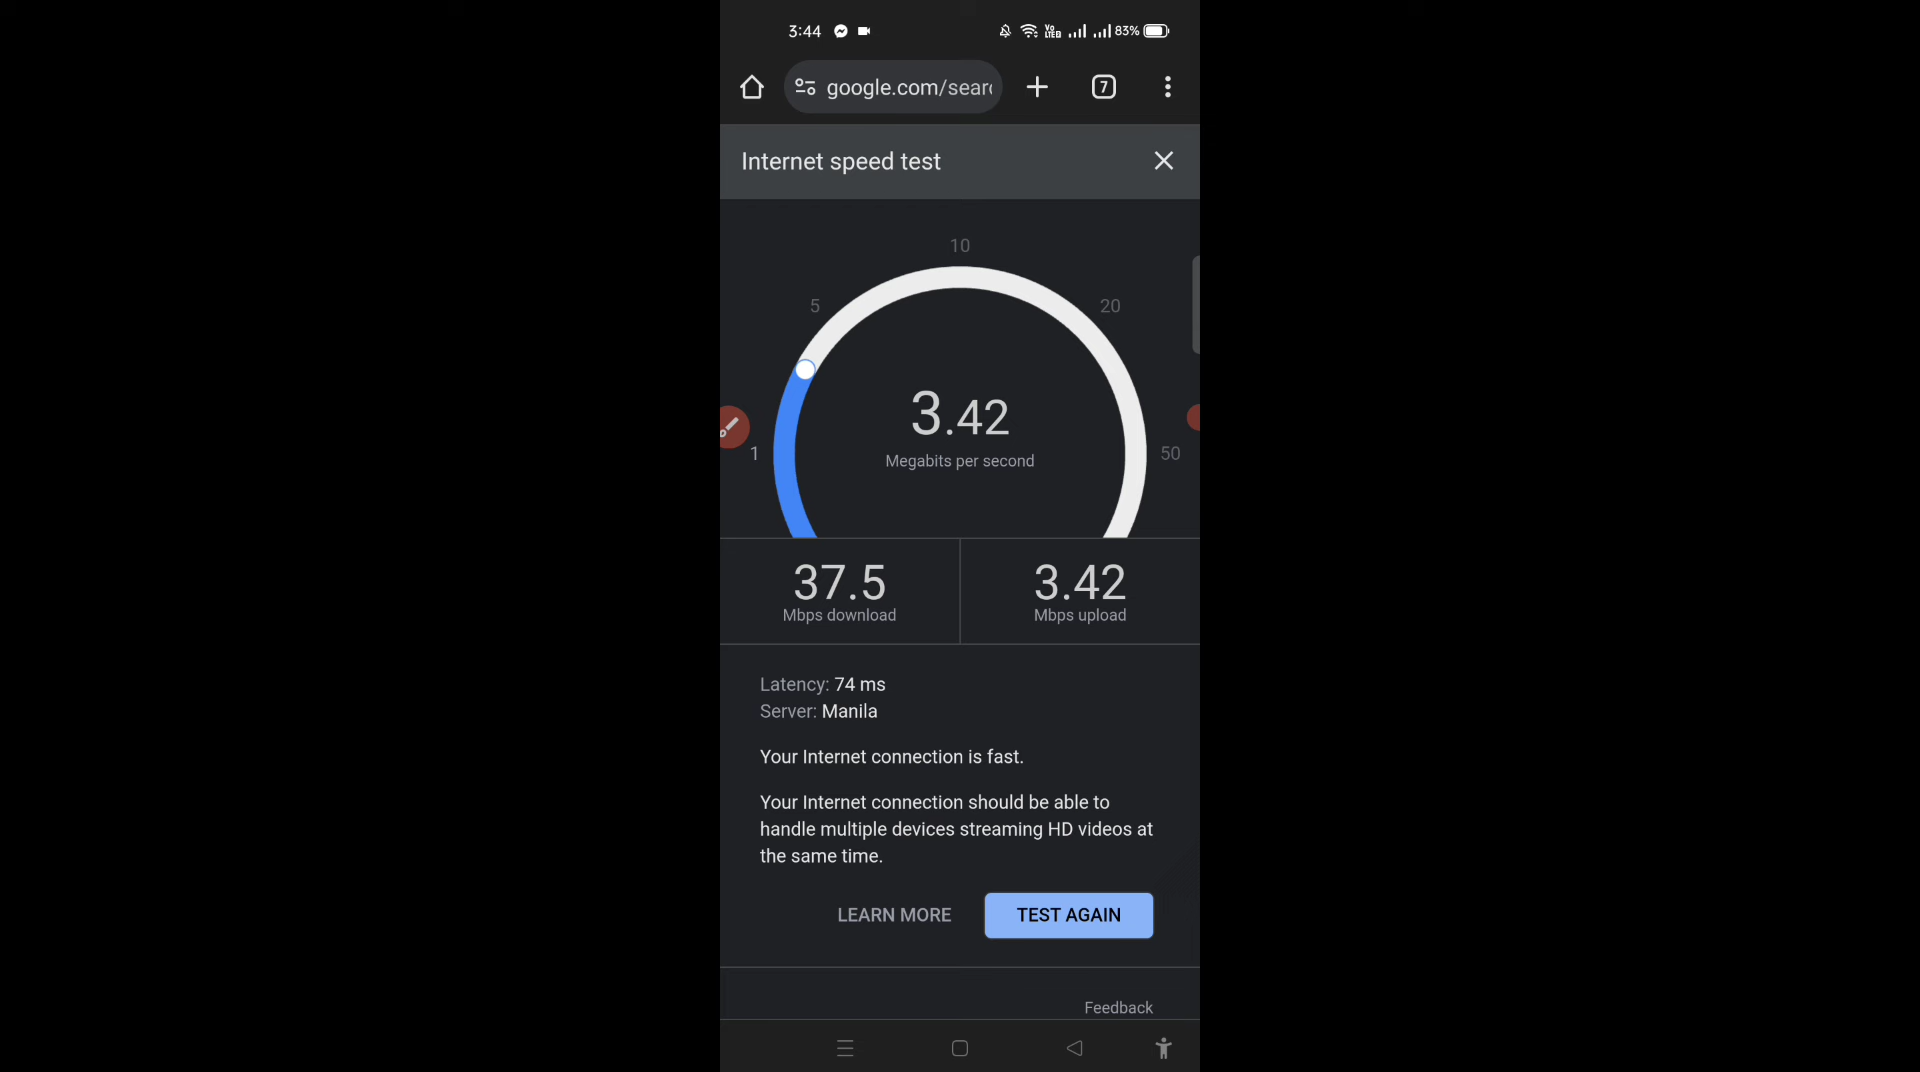 3:44
Vo LTE2
83%
google.com/sear
7
Internet speed test
10
5
20
3.42
1
50
Megabits per second
37.5
3.42
Mbps download
Mbps upload
Latency: 74 ms
Server: Manila
Your Internet connection is fast.
Your Internet connection should be able to
handle multiple devices streaming HD videos at
the same time.
LEARN MORE
TEST AGAIN
Feedback